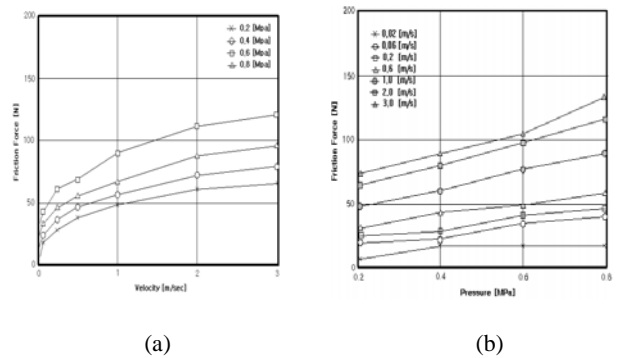 200
150
100
50
0
0
1
2
3
Friction Force [N]
Velocity [m/sec]
0,2 [Mpa]
0,4 [Mpa]
0,6 [Mpa]
0,8 [Mpa]
(a)
200
150
100
50
0
0.2
0.4
0.6
0.8
Friction Force [N]
Pressure [MPa]
0,02 [m/s]
0,06 [m/s]
0,2 [m/s]
0,6 [m/s]
1,0 [m/s]
2,0 [m/s]
3,0 [m/s]
(b)